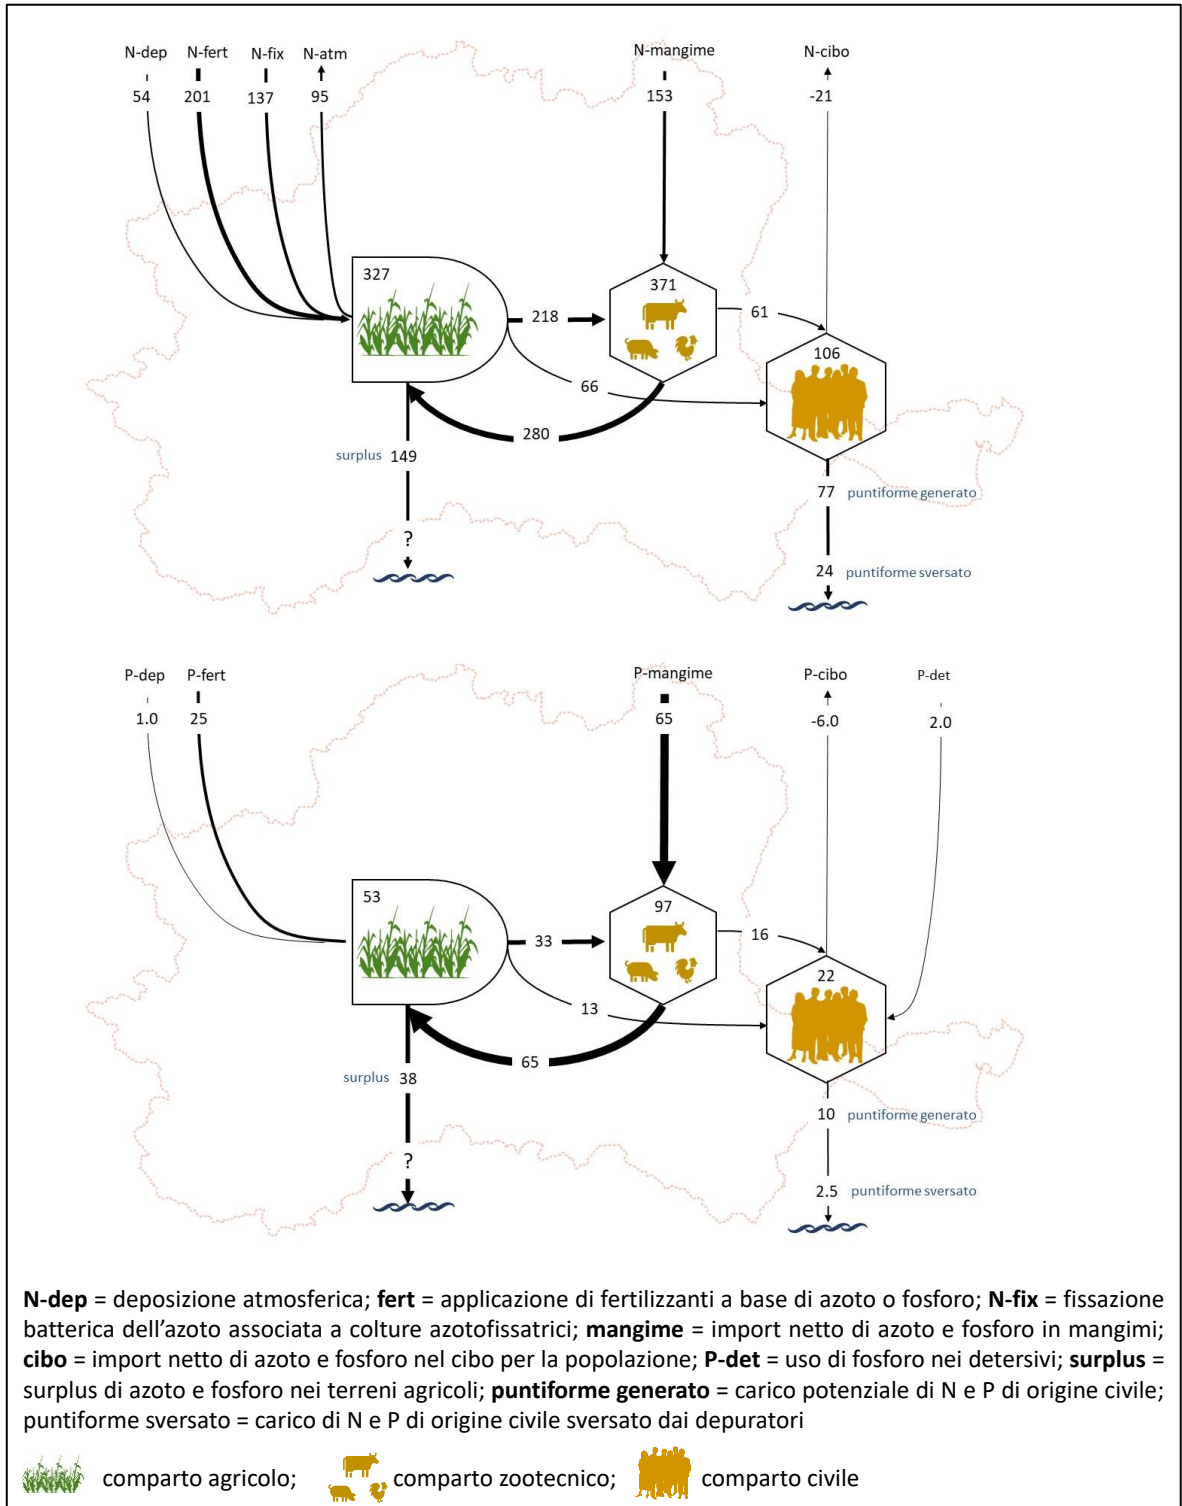 N-dep N-fert N-fix N-atm N-mangime N-cibo
54 201 137 95 153 -21
327
371
218
61
106
66
280
surplus 149
77 puntiforme generato
?
24 puntiforme sversato
P-dep P-fert P-mangime P-cibo P-det
1.0 25 65 -6.0 2.0
53
97
33
16
22
13
65
surplus 38
10 puntiforme generato
?
2.5 puntiforme sversato
N-dep = deposizione atmosferica; fert = applicazione di fertilizzanti a base di azoto o fosforo; N-fix = fissazione
batterica dell'azoto associata a colture azotofissatrici; mangime = import netto di azoto e fosforo in mangimi;
cibo = import netto di azoto e fosforo nel cibo per la popolazione; P-det = uso di fosforo nei detersivi; surplus =
surplus di azoto e fosforo nei terreni agricoli; puntiforme generato = carico potenziale di N e P di origine civile;
puntiforme sversato = carico di N e P di origine civile sversato dai depuratori
comparto agricolo; comparto zootecnico; comparto civile